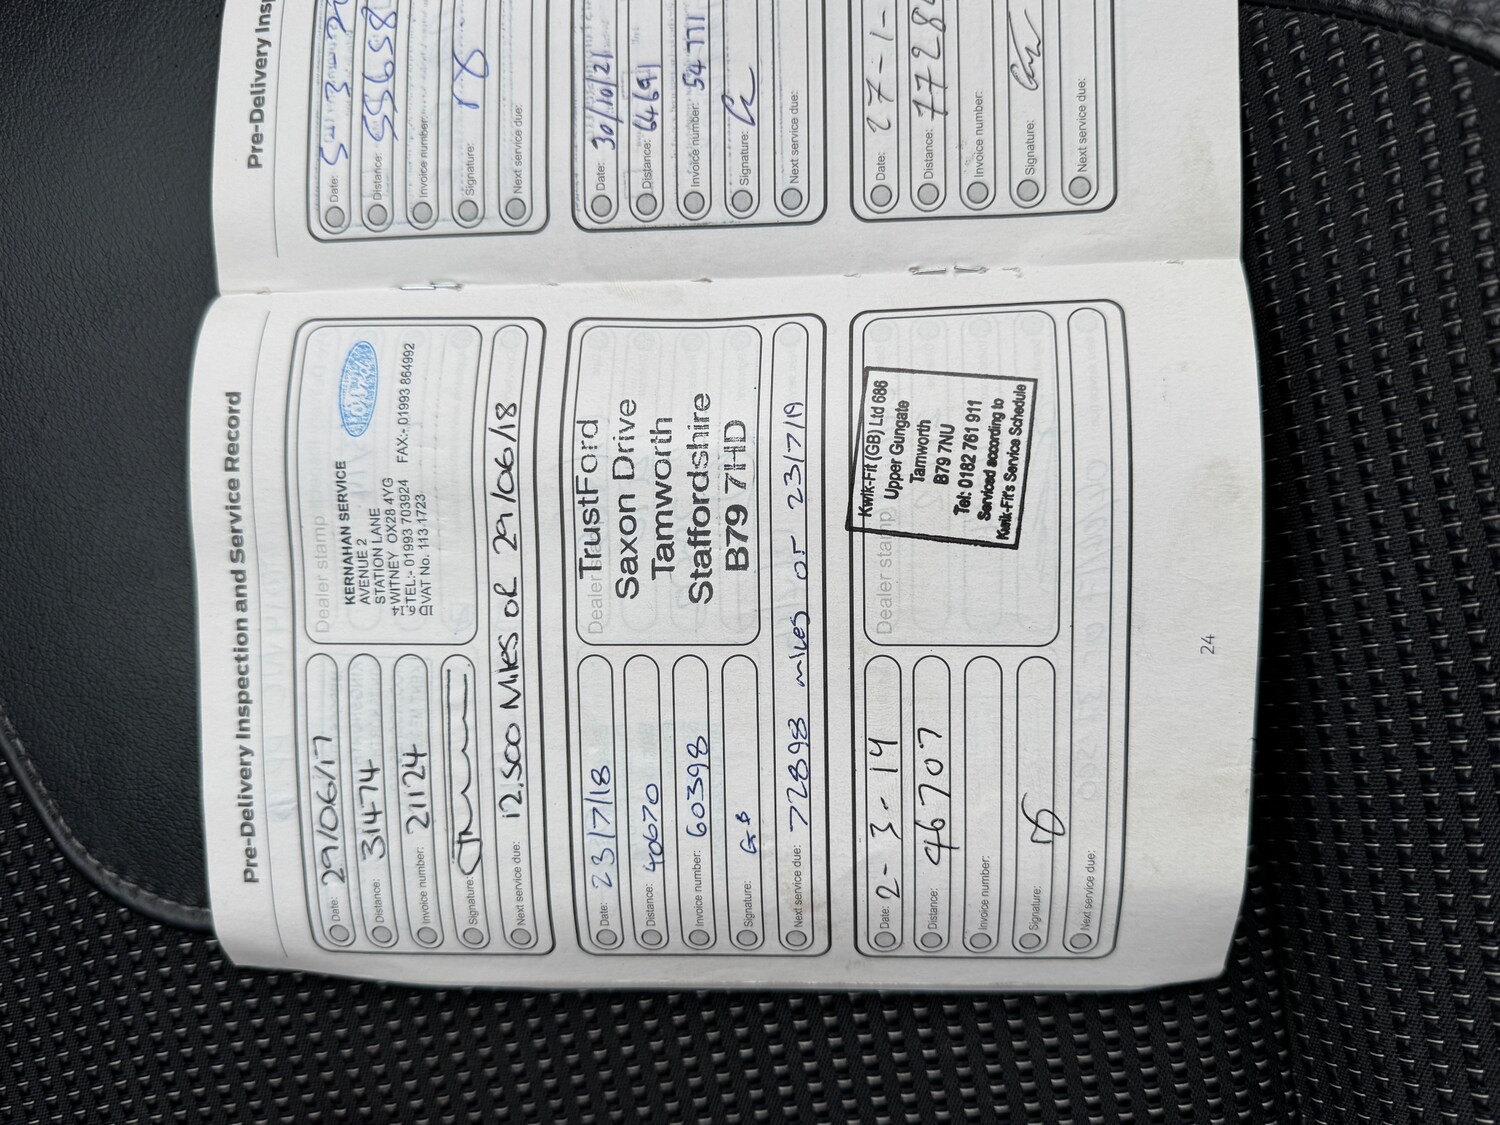 Pre-Delivery Inspection and Service Record
Date: 29/06/17
Distance: 31474
Invoice number: 21124
Signature:
Next service due: 12,500 Miles OR 29/06/18
Dealer stamp
KERNAHAN SERVICE
AVENUE 2
STATION LANE
WITNEY OX28 4YG
TEL:- 01993 703924 FAX:- 01993 864992
VAT No. 113 1723
Date: 23/7/18
Distance: 40670
Invoice number: 60398
Signature:
Next service due: 72898 miles or 23/7/19
Dealer stamp
TrustFord
Saxon Drive
Tamworth
Staffordshire
B79 7HD
Date: 2-3-19
Distance: 46707
Invoice number:
Signature:
Next service due:
Dealer stamp
Kwik-Fit (GB) Ltd 686
Upper Gungate
Tamworth
B79 7NU
Tel: 0182 761 911
Serviced according to
Kwik-Fit's Service Schedule
24
Pre-Delivery
Date:
Distance: 55658
Invoice number:
Signature:
Next service due:
Date: 30/10/21
Distance: 64691
Invoice number: 54711
Signature:
Next service due:
Date: 27-1-
Distance: 7728
Invoice number:
Signature:
Next service due: